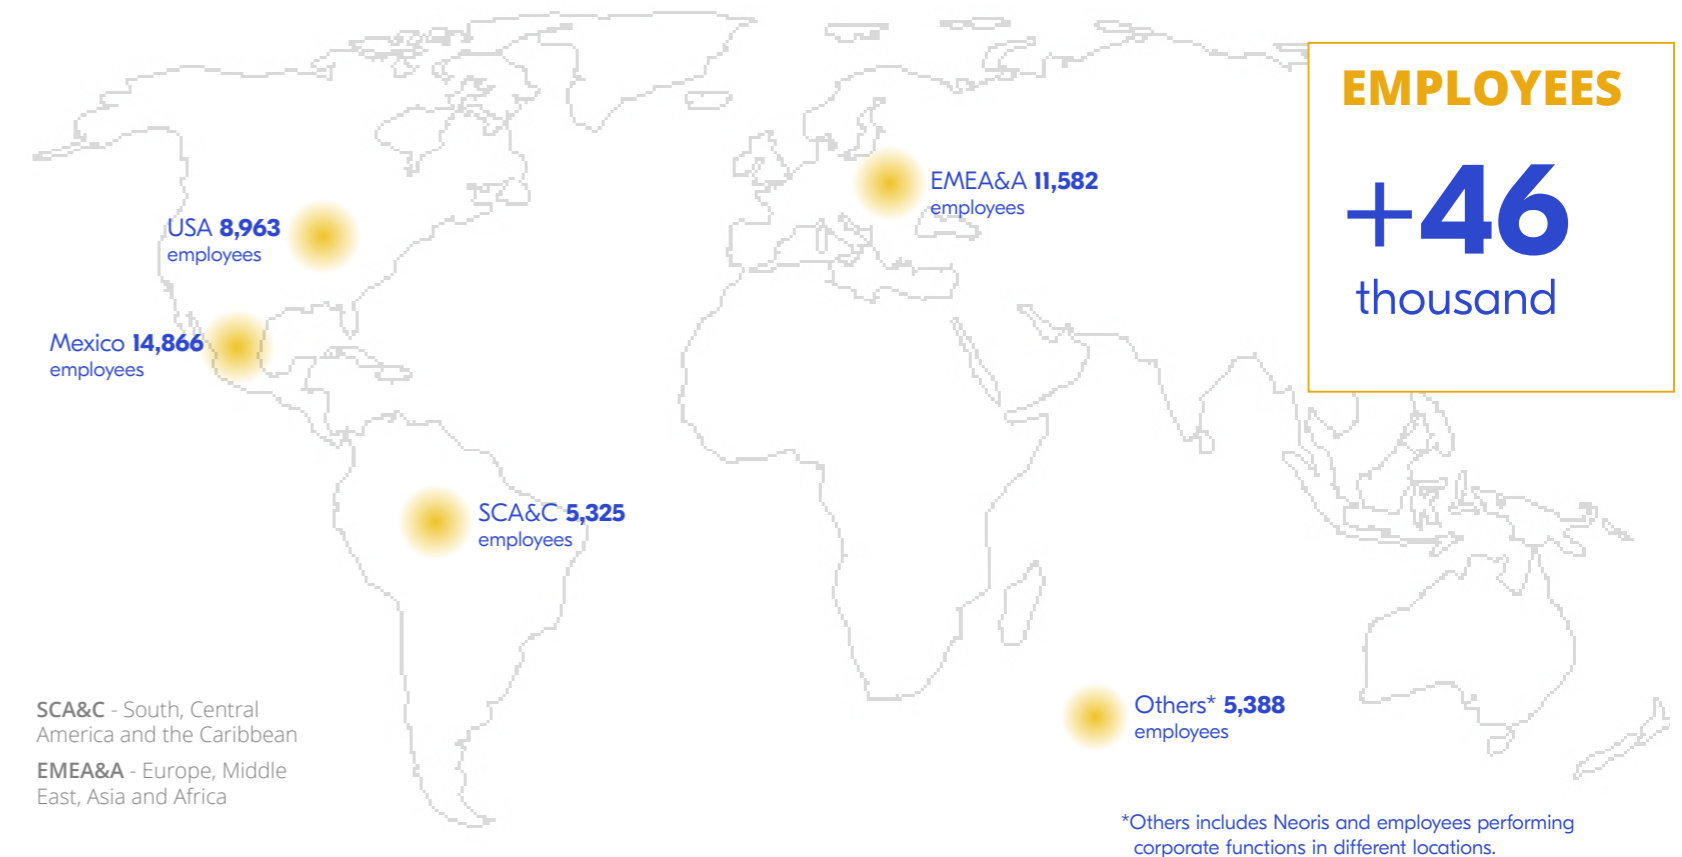 EMPLOYEES
+46
thousand
EMEA&A 11,582
employees
USA 8,963
employees
Mexico 14,866
employees
SCA&C 5,325
employees
Others* 5,388
employees
SCA&C - South, Central
America and the Caribbean
EMEA&A - Europe, Middle
East, Asia and Africa
*Others includes Neoris and employees performing
corporate functions in different locations.